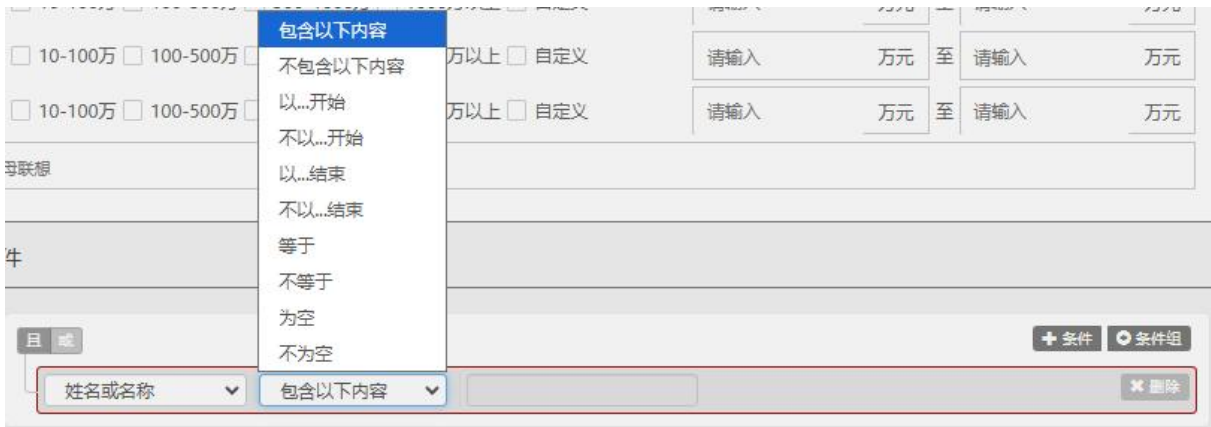 包含以下内容
10-100万 100-500万 万以上 自定义 请输入 万元 至 请输入 万元
不包含以下内容
以...开始
10-100万 100-500万 万以上 自定义 请输入 万元 至 请输入 万元
不以...开始
母联想
以...结束
不以...结束
等于
件
不等于
为空
且 或 条件 条件组
不为空
姓名或名称 包含以下内容 删除